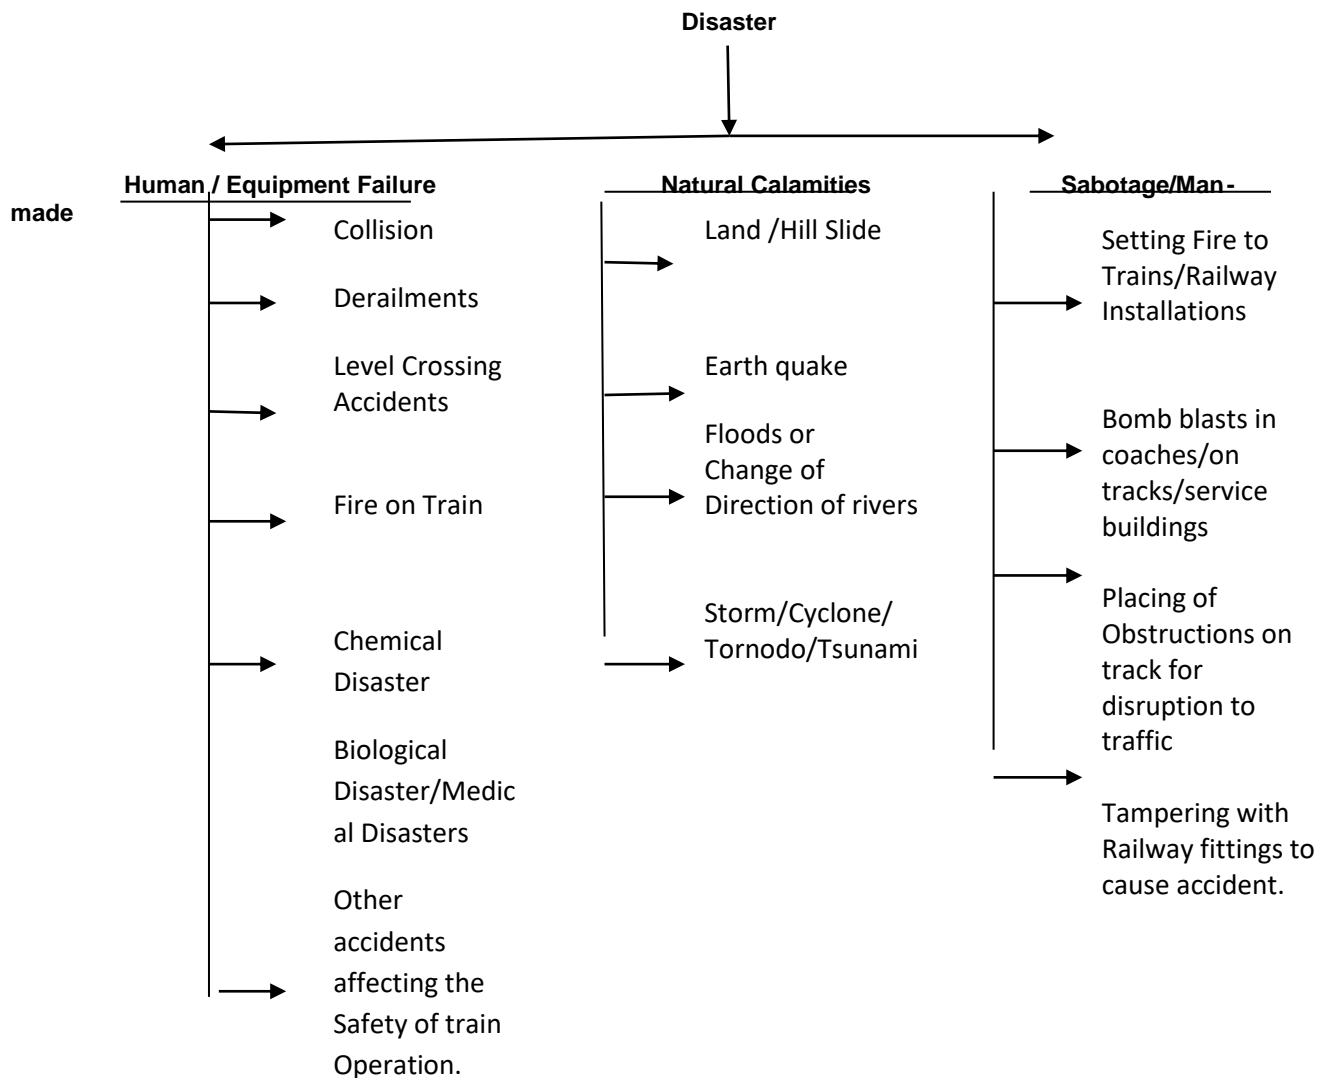 Disaster
Human / Equipment Failure
Natural Calamities
Sabotage/Man-
made
Collision
Derailments
Level Crossing
Accidents
Fire on Train
Chemical
Disaster
Biological
Disaster/Medic
al Disasters
Other
accidents
affecting the
Safety of train
Operation.
Land /Hill Slide
Earth quake
Floods or
Change of
Direction of rivers
Storm/Cyclone/
Tornodo/Tsunami
Setting Fire to
Trains/Railway
Installations
Bomb blasts in
coaches/on
tracks/service
buildings
Placing of
Obstructions on
track for
disruption to
traffic
Tampering with
Railway fittings to
cause accident.